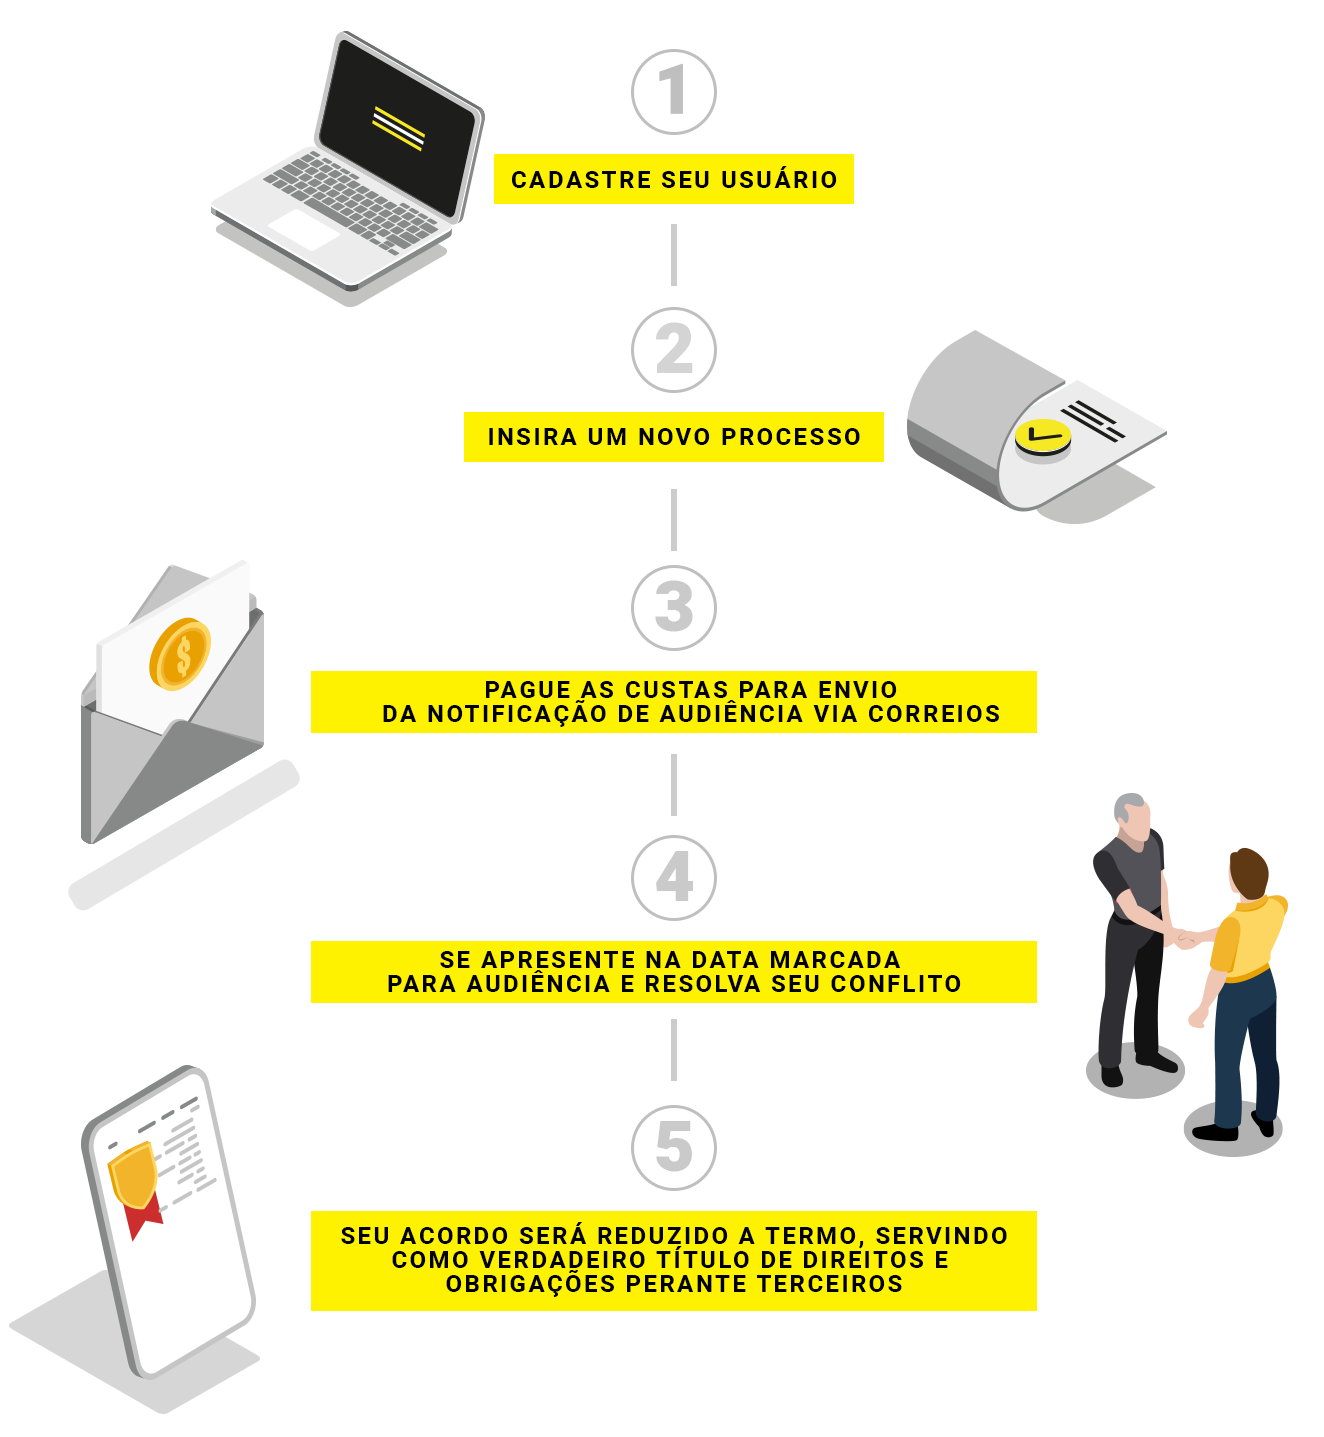 1
CADASTRE SEU USUÁRIO
2
INSIRA UM NOVO PROCESSO
3
PAGUE AS CUSTAS PARA ENVIO
DA NOTIFICAÇÃO DE AUDIÊNCIA VIA CORREIOS
$
4
SE APRESENTE NA DATA MARCADA
PARA AUDIÊNCIA E RESOLVA SEU CONFLITO
5
SEU ACORDO SERÁ REDUZIDO A TERMO, SERVINDO
COMO VERDADEIRO TÍTULO DE DIREITOS E
OBRIGAÇÕES PERANTE TERCEIROS